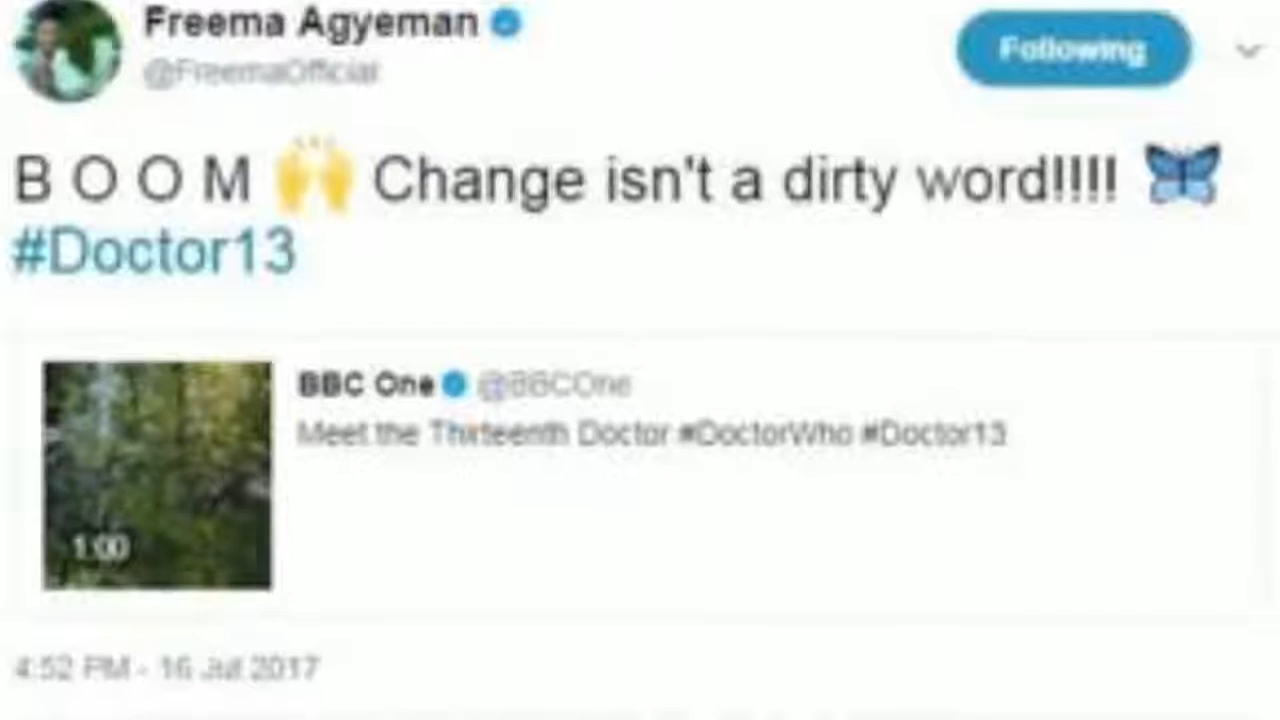 Freema Agyeman
@FreemaOfficial
Following
B O O M 🙌 Change isn't a dirty word!!!! 🦋
#Doctor13
BBC One @BBCOne
Meet the Thirteenth Doctor #DoctorWho #Doctor13
1:00
4:52 PM - 16 Jul 2017